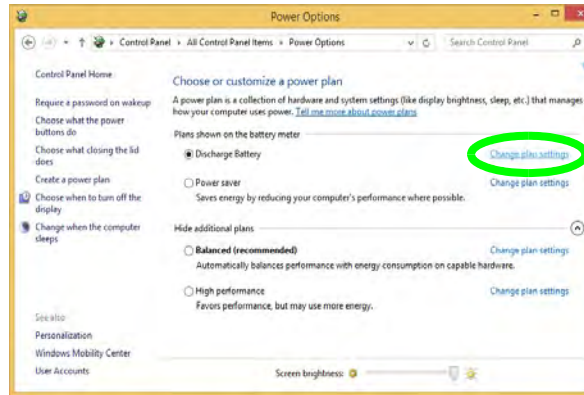 Power Options
Control Panel › All Control Panel Items › Power Options
Search Control Panel
Control Panel Home
Require a password on wakeup
Choose what the power
buttons do
Choose what closing the lid
does
Create a power plan
Choose when to turn off the
display
Change when the computer
sleeps
See also
Personalization
Windows Mobility Center
User Accounts
Choose or customize a power plan
A power plan is a collection of hardware and system settings (like display brightness, sleep, etc.) that manages
how your computer uses power. Tell me more about power plans
Plans shown on the battery meter
Discharge Battery Change plan settings
Power saver Change plan settings
Saves energy by reducing your computer's performance where possible.
Hide additional plans
Balanced (recommended) Change plan settings
Automatically balances performance with energy consumption on capable hardware.
High performance Change plan settings
Favors performance, but may use more energy.
Screen brightness: